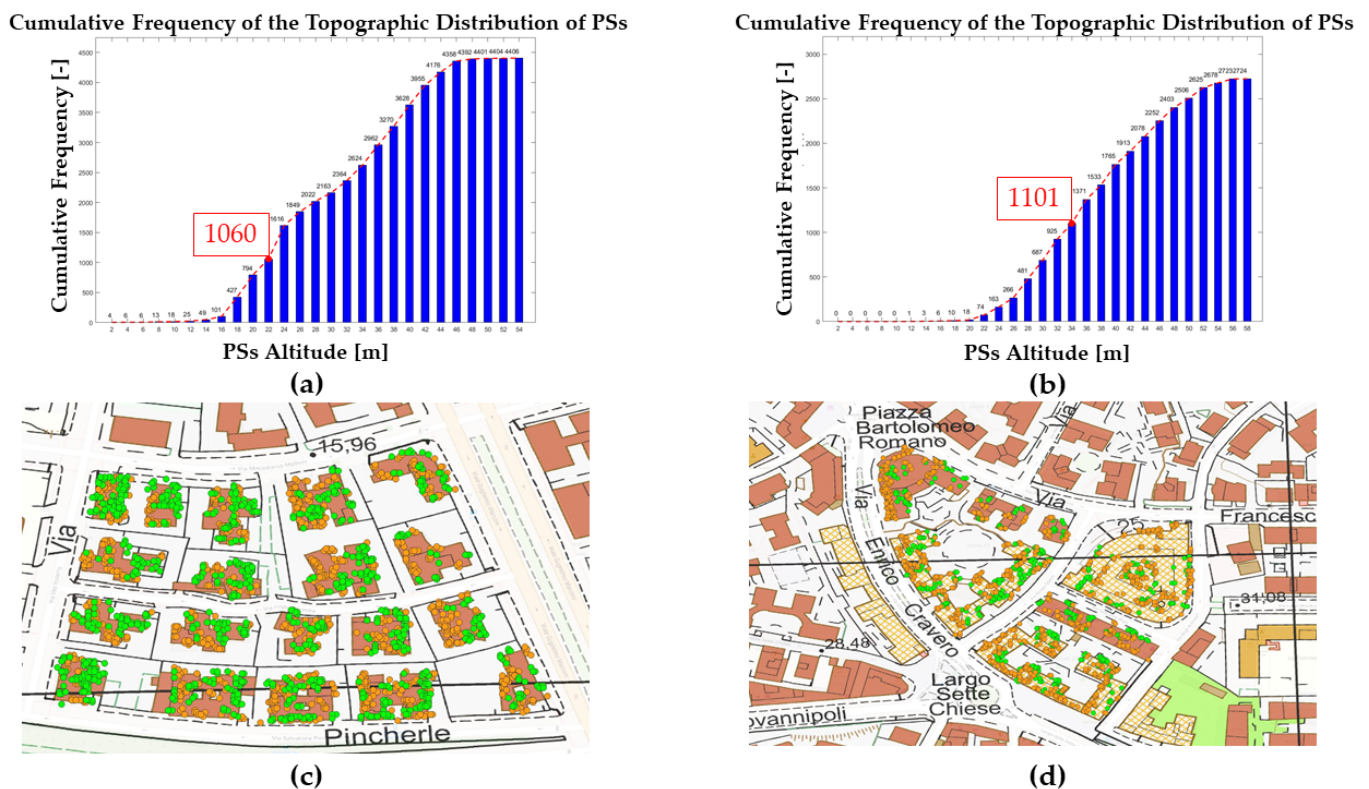 Cumulative Frequency of the Topographic Distribution of PSs
Cumulative Frequency [-]
4500
4000
3500
3000
2500
2000
1500
1000
500
0
4 6 6 13 18 25 49 101 427 794 1060 1616 1849 2022 2163 2364 2624 2962 3270 3628 3955 4176 4358 4392 4401 4404 4406
2 4 6 8 10 12 14 16 18 20 22 24 26 28 30 32 34 36 38 40 42 44 46 48 50 52 54
PSs Altitude [m]
(a)
Cumulative Frequency of the Topographic Distribution of PSs
Cumulative Frequency [-]
3000
2500
2000
1500
1000
500
0
0 0 0 0 0 1 3 6 10 18 74 163 266 481 687 925 1101 1371 1533 1765 1913 2078 2252 2403 2506 2625 2678 2723 2724
2 4 6 8 10 12 14 16 18 20 22 24 26 28 30 32 34 36 38 40 42 44 46 48 50 52 54 56 58
PSs Altitude [m]
(b)
15,96
Via
Pincherle
(c)
Piazza
Bartolomeo
Romano
Via
Via
Via
Enrico
Cravero
25
Francesc
31,08
28,48
Largo
Sette
Chiese
ovannipoli
(d)